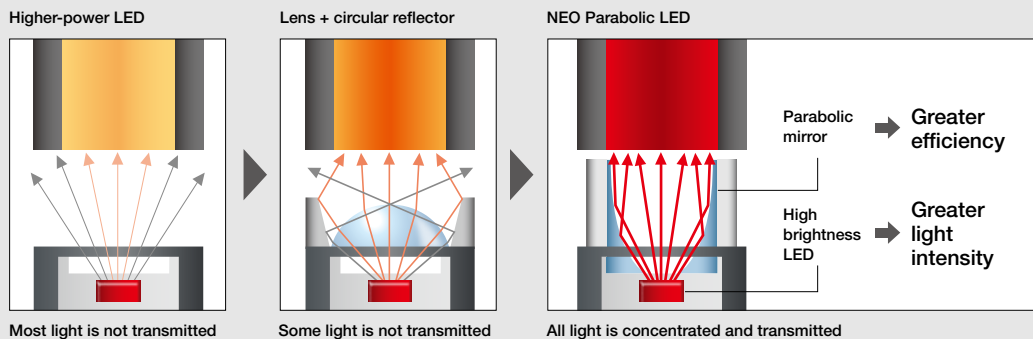 Higher-power LED
Most light is not transmitted
Lens + circular reflector
Some light is not transmitted
NEO Parabolic LED
Parabolic
mirror
Greater
efficiency
High
brightness
LED
Greater
light
intensity
All light is concentrated and transmitted